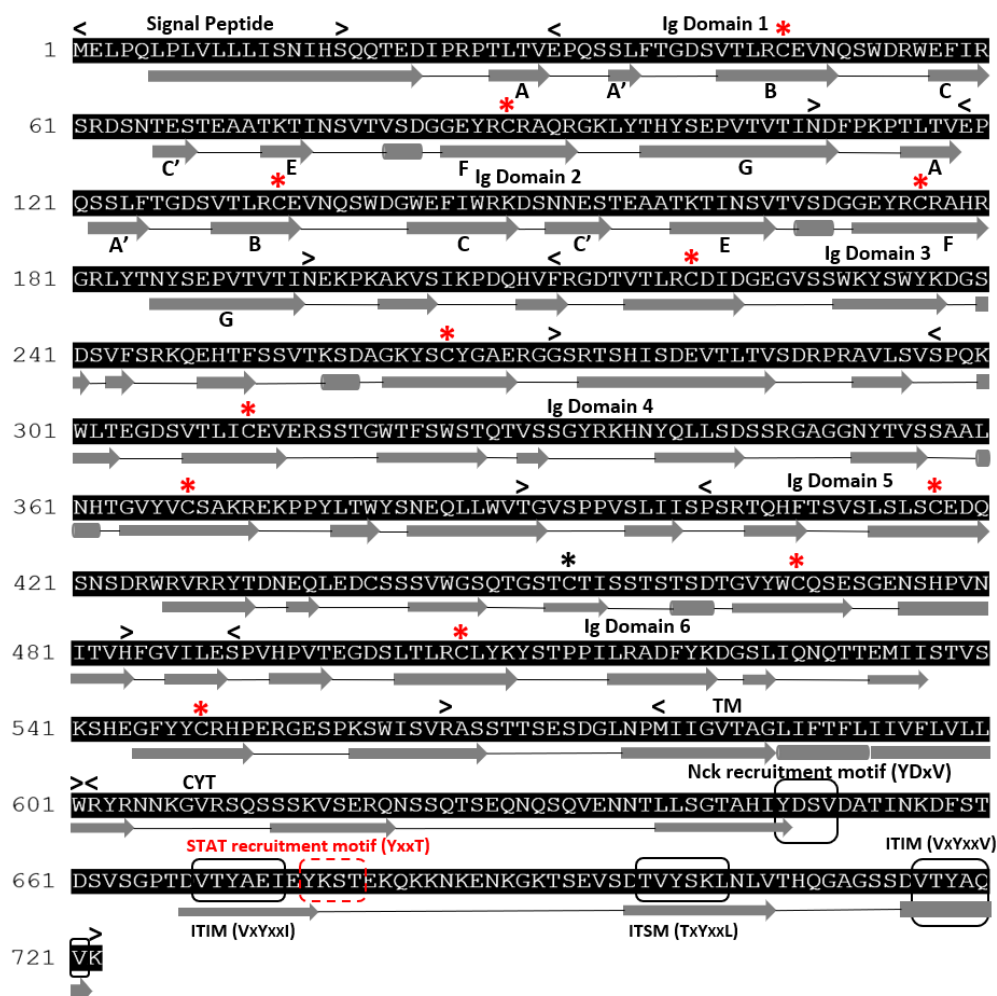 < Signal Peptide > < Ig Domain 1 *
1 MELPQLPLVLLLISNIHSQQTEDIPRPTLTVEPQSSLFTGDSVTLRCEVNQSWDRWEFIR
A A' B C
* > <
61 SRDSNTESTEAATKTINSVTVSDGGEYRCRAQRGKLYTHYSEPVTVTINDFPKPTLTVEP
C' E F G A
* Ig Domain 2 *
121 QSSLFTGDSVTLRCEVNQSWDGWEFIWRKDSNNESTEAATKTINSVTVSDGGEYRCRAHR
A' B C C' E F
> < * Ig Domain 3
181 GRLYTNYSEPVTVTINEKPKAKVSIKPDQHVFRGDTVTLRCDIDGEGVSSWKYSWYKDGS
G
* > <
241 DSVFSRKQEHTFSSVTKSDAGKYSCYGAERGGSRTSHISDEVTLTVSDRPRAVLSVSPQK
* Ig Domain 4
301 WLTEGDSVTLICEVERSSTGWTFSWSTQTVSSGYRKHNYQLLSDSSRGAGGNYTVSSAAL
* > < Ig Domain 5 *
361 NHTGVYVCSAKREKPPYLTWYSNEQLLWVTGVSPPVSLIISPSRTQHFTSVSLSLSCEDQ
* *
421 SNSDRWRVRRYTDNEQLEDCSSSVWGSQTGSTCTISSTSTSDTGVYWCQSESGENSHPVN
> < * Ig Domain 6
481 ITVHFGVILESPVHPVTEGDSLTLRCLYKYSTPPILRADFYKDGSLIQNQTTEMIISTVS
* > < TM
541 KSHEGFYYCRHPERGESPKSWISVRASSTTSESDGLNPMIIGVTAGLIFTFLIIVFLVLL
>< CYT Nck recruitment motif (YDxV)
601 WRYRNNKGVRSQSSSKVSERQNSSQTSEQNQSQVENNTLLSGTAHIYDSVDATINKDFST
STAT recruitment motif (YxxT) ITIM (VxYxxV)
661 DSVSGPTDVTYAEIEYKSTEKQKKNKENKGKTSEVSDTVYSKLNLVTHQGAGSSDVTYAQ
ITIM (VxYxxI) ITSM (TxYxxL)
>
721 VK